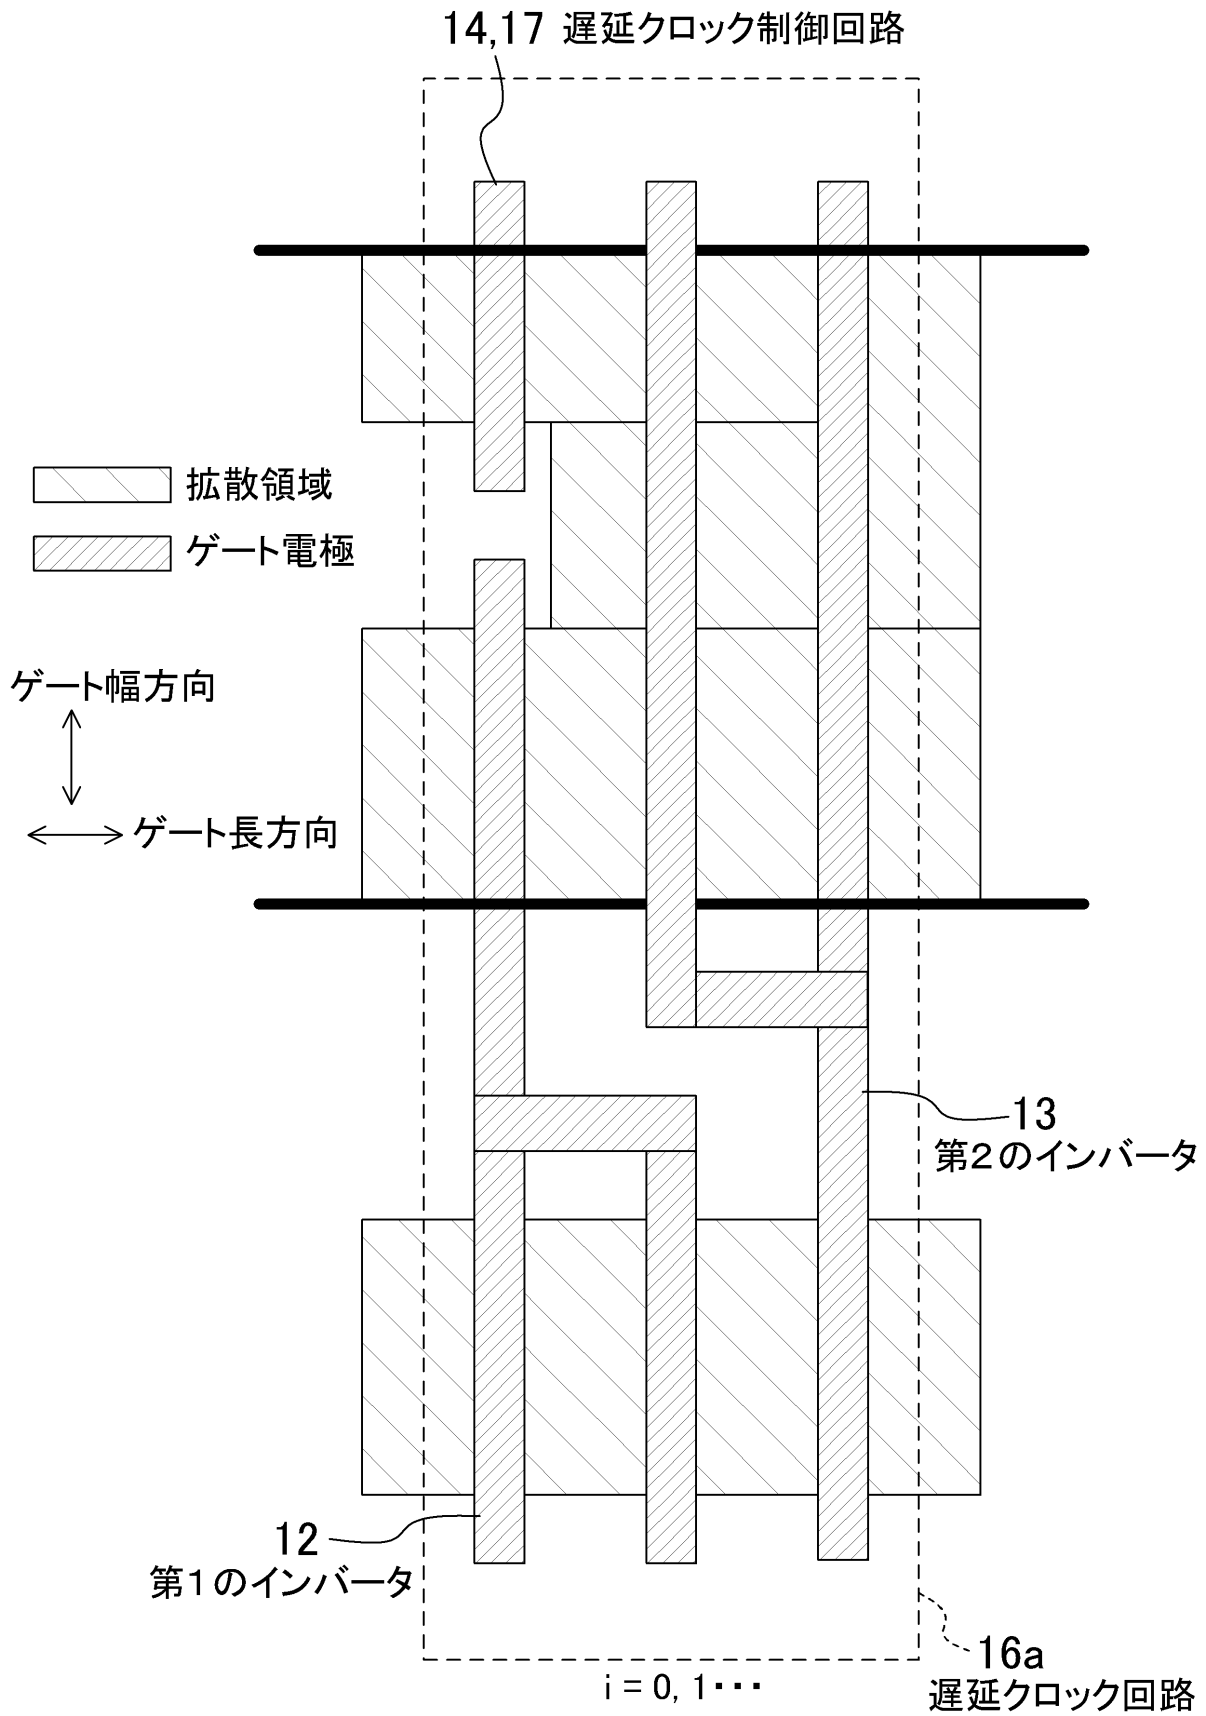 14,17 遅延クロック制御回路
拡散領域
ゲート電極
ゲート幅方向
ゲート長方向
13
第2のインバータ
12
第1のインバータ
16a
遅延クロック回路
i = 0, 1・・・